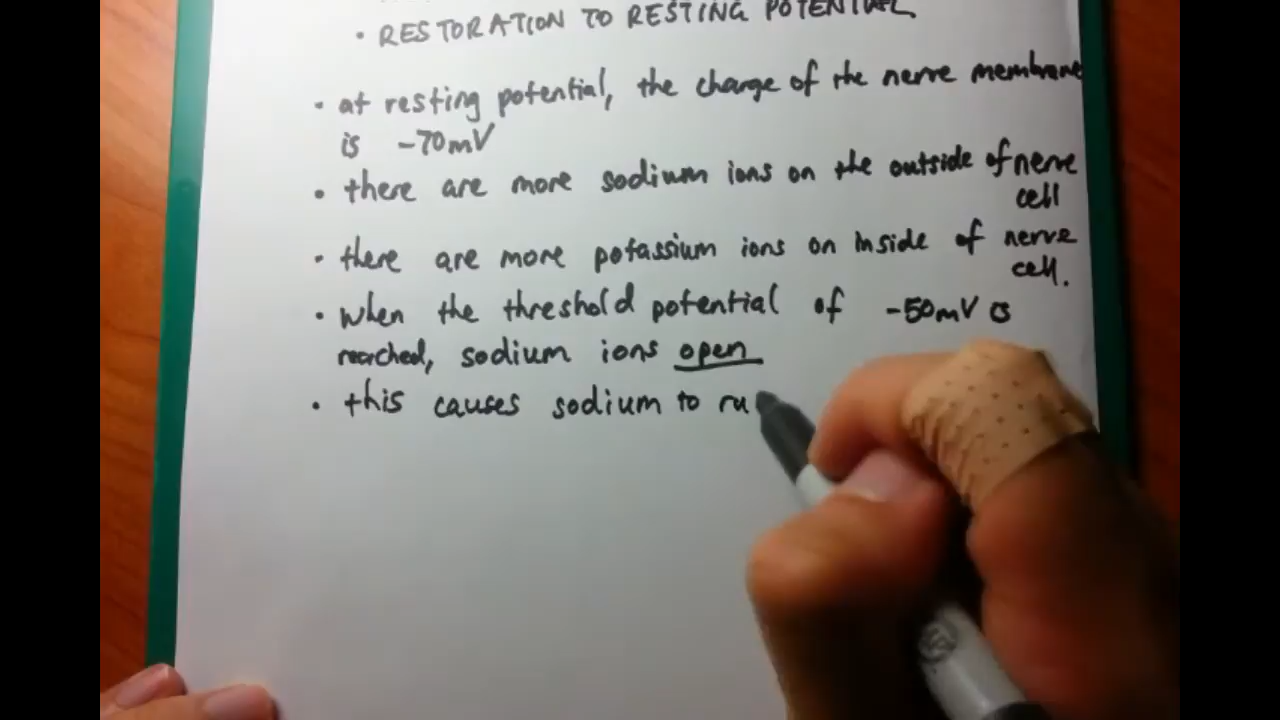 • RESTORATION TO RESTING POTENTIAL
• at resting potential, the charge of the nerve membrane
is -70mV
• there are more sodium ions on the outside of nerve
cell
• there are more potassium ions on inside of nerve
cell.
• when the threshold potential of -50mV is
reached, sodium ions open
• this causes sodium to ru